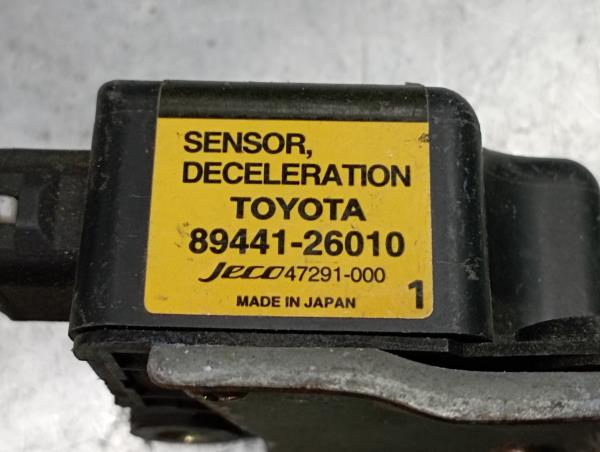 SENSOR,
DECELERATION
TOYOTA
89441-26010
Jeco 47291-000
MADE IN JAPAN 1